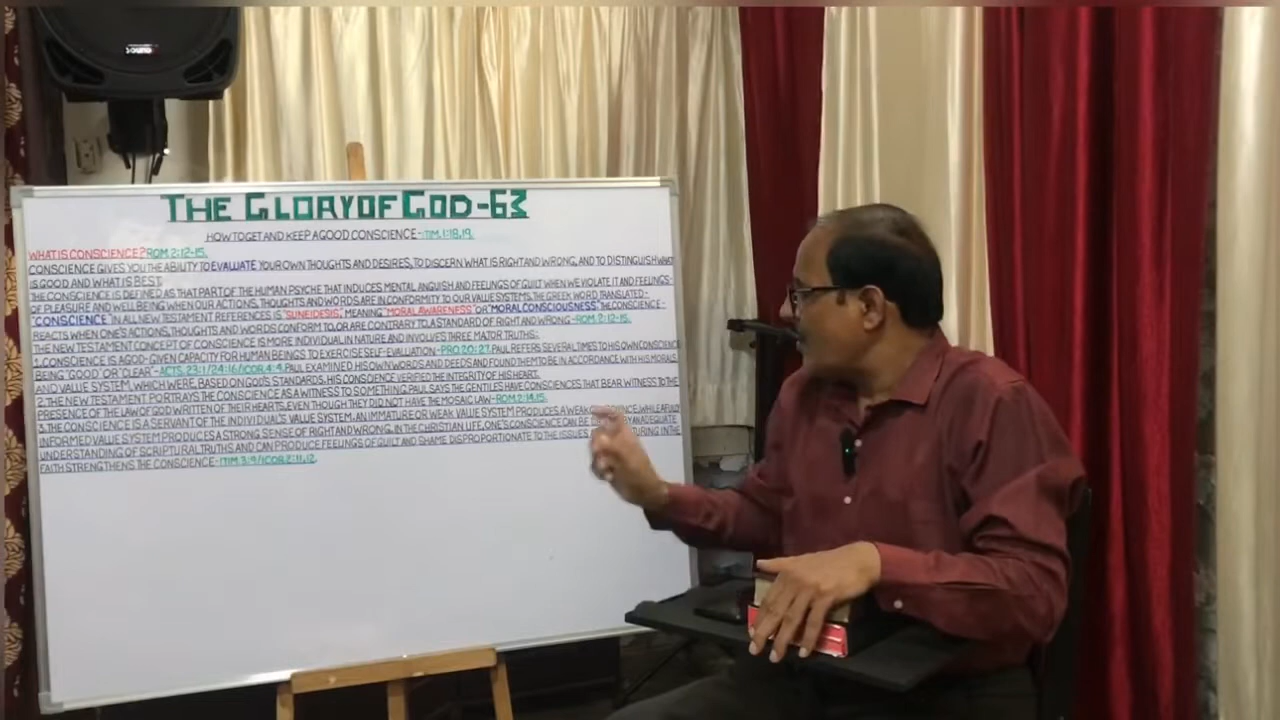 SOUND
THE GLORY OF GOD-63
HOW TO GET AND KEEP A GOOD CONSCIENCE-ITIM.1:18,19.
WHAT IS CONSCIENCE? ROM.2:12-15.
CONSCIENCE GIVES YOU THE ABILITY TO EVALUATE YOUR OWN THOUGHTS AND DESIRES, TO DISCERN WHAT IS RIGHT AND WRONG, AND TO DISTINGUISH WHAT
IS GOOD AND WHAT IS BEST.
THE CONSCIENCE IS DEFINED AS THAT PART OF THE HUMAN PSYCHE THAT INDUCES MENTAL ANGUISH AND FEELINGS OF GUILT WHEN WE VIOLATE IT AND FEELINGS-
OF PLEASURE AND WELL BEING WHEN OUR ACTIONS, THOUGHTS AND WORDS ARE IN CONFORMITY TO OUR VALUE SYSTEMS. THE GREEK WORD TRANSLATED-
"CONSCIENCE" IN ALL NEW TESTAMENT REFERENCES IS "SUNEIDESIS," MEANING "MORAL AWARENESS" OR "MORAL CONSCIOUSNESS." THE CONSCIENCE-
REACTS WHEN ONE'S ACTIONS, THOUGHTS AND WORDS CONFORM TO, OR ARE CONTRARY TO A STANDARD OF RIGHT AND WRONG-ROM.2:12-15.
THE NEW TESTAMENT CONCEPT OF CONSCIENCE IS MORE INDIVIDUAL IN NATURE AND INVOLVES THREE MAJOR TRUTHS:-
1. CONSCIENCE IS A GOD-GIVEN CAPACITY FOR HUMAN BEINGS TO EXERCISE SELF-EVALUATION-PRO.20:27. PAUL REFERS SEVERAL TIMES TO HIS OWN CONSCIENCE
BEING "GOOD" OR "CLEAR"-ACTS.23:1/24:16/ICOR.4:4. PAUL EXAMINED HIS OWN WORDS AND DEEDS AND FOUND THEM TO BE IN ACCORDANCE WITH HIS MORALS
AND VALUE SYSTEM, WHICH WERE, BASED ON GOD'S STANDARDS. HIS CONSCIENCE VERIFIED THE INTEGRITY OF HIS HEART.
2. THE NEW TESTAMENT PORTRAYS THE CONSCIENCE AS A WITNESS TO SOMETHING. PAUL SAYS THE GENTILES HAVE CONSCIENCES THAT BEAR WITNESS TO THE
PRESENCE OF THE LAW OF GOD WRITTEN OF THEIR HEARTS, EVEN THOUGH THEY DID NOT HAVE THE MOSAIC LAW-ROM.2:14,15.
3. THE CONSCIENCE IS A SERVANT OF THE INDIVIDUAL'S VALUE SYSTEM. AN IMMATURE OR WEAK VALUE SYSTEM PRODUCES A WEAK WHILE A FULLY
INFORMED VALUE SYSTEM PRODUCES A STRONG SENSE OF RIGHT AND WRONG. IN THE CHRISTIAN LIFE, ONE'S CONSCIENCE CAN BE BY AN ADEQUATE
UNDERSTANDING OF SCRIPTURAL TRUTHS AND CAN PRODUCE FEELINGS OF GUILT AND SHAME DISPROPORTIONATE TO THE ISSUES IN THE
FAITH STRENGTHENS THE CONSCIENCE-ITIM.3:9/ICOR.2:11,12.